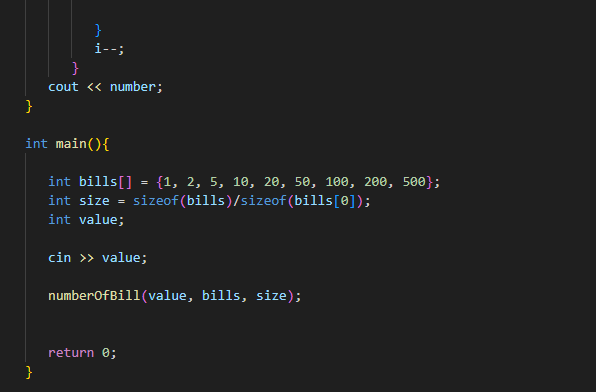 }
i--;
}
cout << number;
}
int main(){
int bills[] = {1, 2, 5, 10, 20, 50, 100, 200, 500};
int size = sizeof(bills)/sizeof(bills[0]);
int value;
cin >> value;
numberOfBill(value, bills, size);
return 0;
}